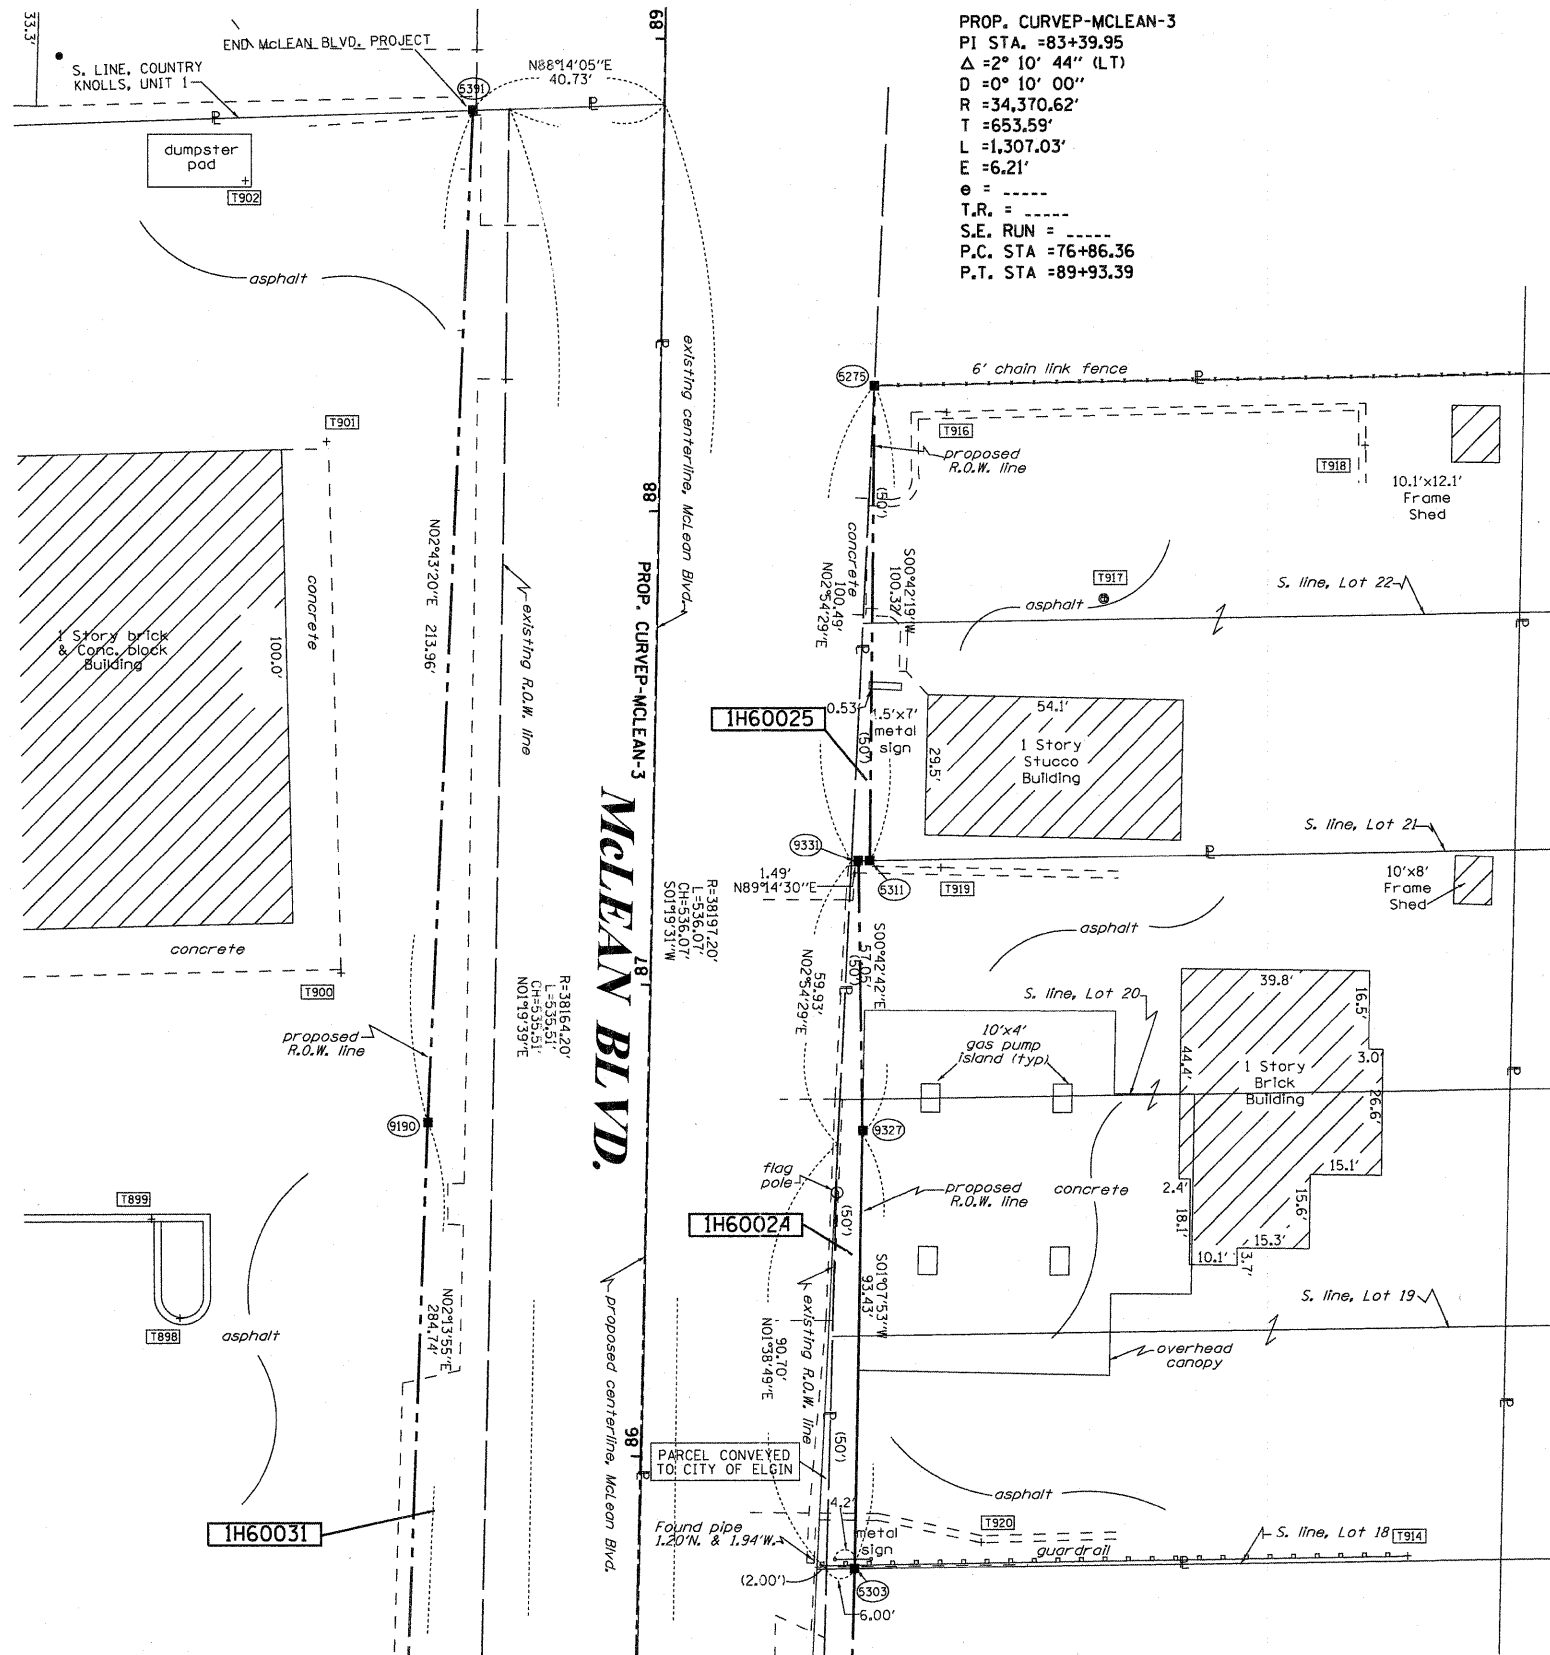 PROP. CURVEP-MCLEAN-3
PI STA. =83+39.95
Δ =2° 10' 44" (LT)
D =0° 10' 00"
R =34,370.62'
T =653.59'
L =1,307.03'
E =6.21'
e = -----
T.R. = -----
S.E. RUN = -----
P.C. STA =76+86.36
P.T. STA =89+93.39
33.3'
END McLEAN BLVD. PROJECT
S. LINE, COUNTRY
KNOLLS, UNIT 1
5391
N88°14'05"E
40.73'
89
dumpster
pad
T902
asphalt
existing centerline, McLean Blvd.
5275
6' chain link fence
T901
T916
proposed
R.O.W. line
T918
10.1'x12.1'
Frame
Shed
(50')
88
concrete
N02°43'20"E 213.96'
existing R.O.W. line
PROP. CURVEP-MCLEAN-3
concrete
100.49'
N02°54'29"E
S00°42'19"W
100.32'
T917
asphalt
S. line, Lot 22
1 Story brick
& Conc. block
Building
100.0'
1H60025
0.53'
1.5'x7'
metal
sign
(50')
54.1'
29.5'
1 Story
Stucco
Building
McLEAN BLVD.
S. line, Lot 21
9331
1.49'
N89°14'30"E
5311
T919
10'x8'
Frame
Shed
R=38197.20'
L=536.07'
CH=536.07'
S01°19'31"W
asphalt
concrete
T900
87
R=38164.20'
L=535.51'
CH=535.51'
N01°19'39"E
59.93'
N02°54'29"E
S00°42'42"E
57.05'
(50')
S. line, Lot 20
10'x4'
gas pump
island (typ)
39.8'
16.5'
3.0'
26.6'
44.4'
1 Story
Brick
Building
15.1'
15.6'
15.3'
3.7'
10.1'
18.1'
2.4'
proposed
R.O.W. line
9190
9327
flag
pole
proposed
R.O.W. line
concrete
T899
1H60024
(50')
S01°07'53"W
93.43'
S. line, Lot 19
T898
asphalt
N02°13'55"E
284.74'
proposed centerline, McLean Blvd.
90.70'
N01°38'49"E
existing R.O.W. line
overhead
canopy
86
(50')
PARCEL CONVEYED
TO CITY OF ELGIN
asphalt
1H60031
Found pipe
1.20'N. & 1.94'W.
4.2'
metal
sign
T920
guardrail
S. line, Lot 18
T914
(2.00')
5303
6.00'